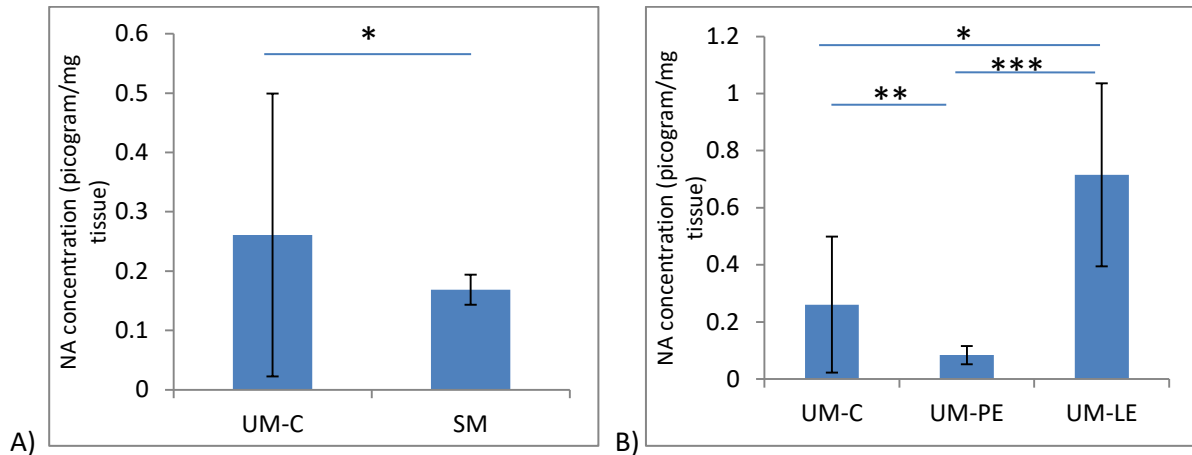 NA concentration (picogram/mg
tissue)
0.6
0.5
0.4
0.3
0.2
0.1
0
*
UM-C
SM
A)
NA concentration (picogram/mg
tissue)
1.2
1
0.8
0.6
0.4
0.2
0
*
***
**
UM-C
UM-PE
UM-LE
B)